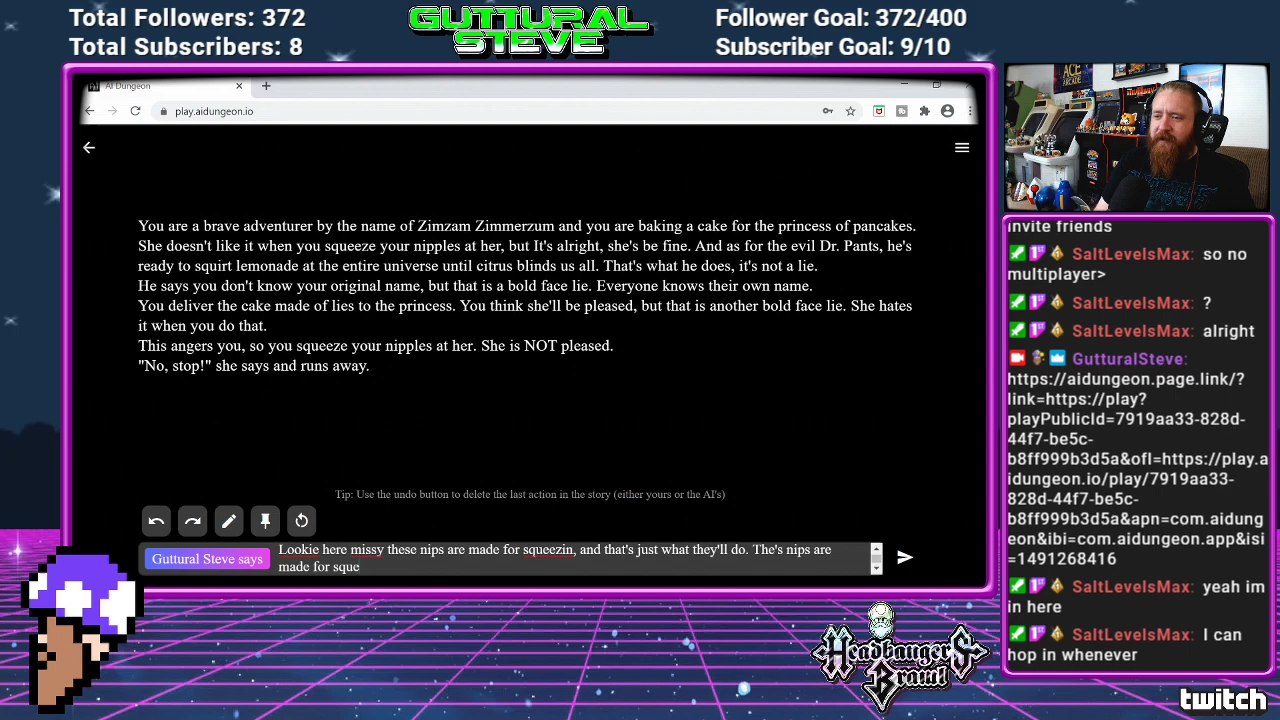 Total Followers: 372
Total Subscribers: 8
GUTTURAL
STEVE
Follower Goal: 372/400
Subscriber Goal: 9/10
AI Dungeon
play.aidungeon.io
You are a brave adventurer by the name of Zimzam Zimmerzum and you are baking a cake for the princess of pancakes.
She doesn't like it when you squeeze your nipples at her, but It's alright, she's be fine. And as for the evil Dr. Pants, he's
ready to squirt lemonade at the entire universe until citrus blinds us all. That's what he does, it's not a lie.
He says you don't know your original name, but that is a bold face lie. Everyone knows their own name.
You deliver the cake made of lies to the princess. You think she'll be pleased, but that is another bold face lie. She hates
it when you do that.
This angers you, so you squeeze your nipples at her. She is NOT pleased.
"No, stop!" she says and runs away.
Tip: Use the undo button to delete the last action in the story (either yours or the AI's)
Guttural Steve says
Lookie here missy these nips are made for squeezin, and that's just what they'll do. The's nips are
made for sque
ACE
ARCADE
invite friends
SaltLevelsMax: so no
multiplayer>
SaltLevelsMax: ?
SaltLevelsMax: alright
GutturalSteve:
https://aidungeon.page.link/?
link=https://play?
playPublicId=7919aa33-828d-
44f7-be5c-
b8ff999b3d5a&ofl=https://play.a
idungeon.io/play/7919aa33-
828d-44f7-be5c-
b8ff999b3d5a&apn=com.aidung
eon&ibi=com.aidungeon.app&isi
=1491268416
SaltLevelsMax: yeah im
in here
SaltLevelsMax: I can
hop in whenever
Headbangers
Brawl
twitch